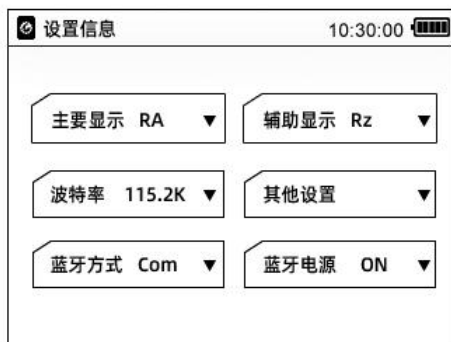 设置信息 10:30:00
主要显示 RA ▼ 辅助显示 Rz ▼
波特率 115.2K ▼ 其他设置 ▼
蓝牙方式 Com ▼ 蓝牙电源 ON ▼